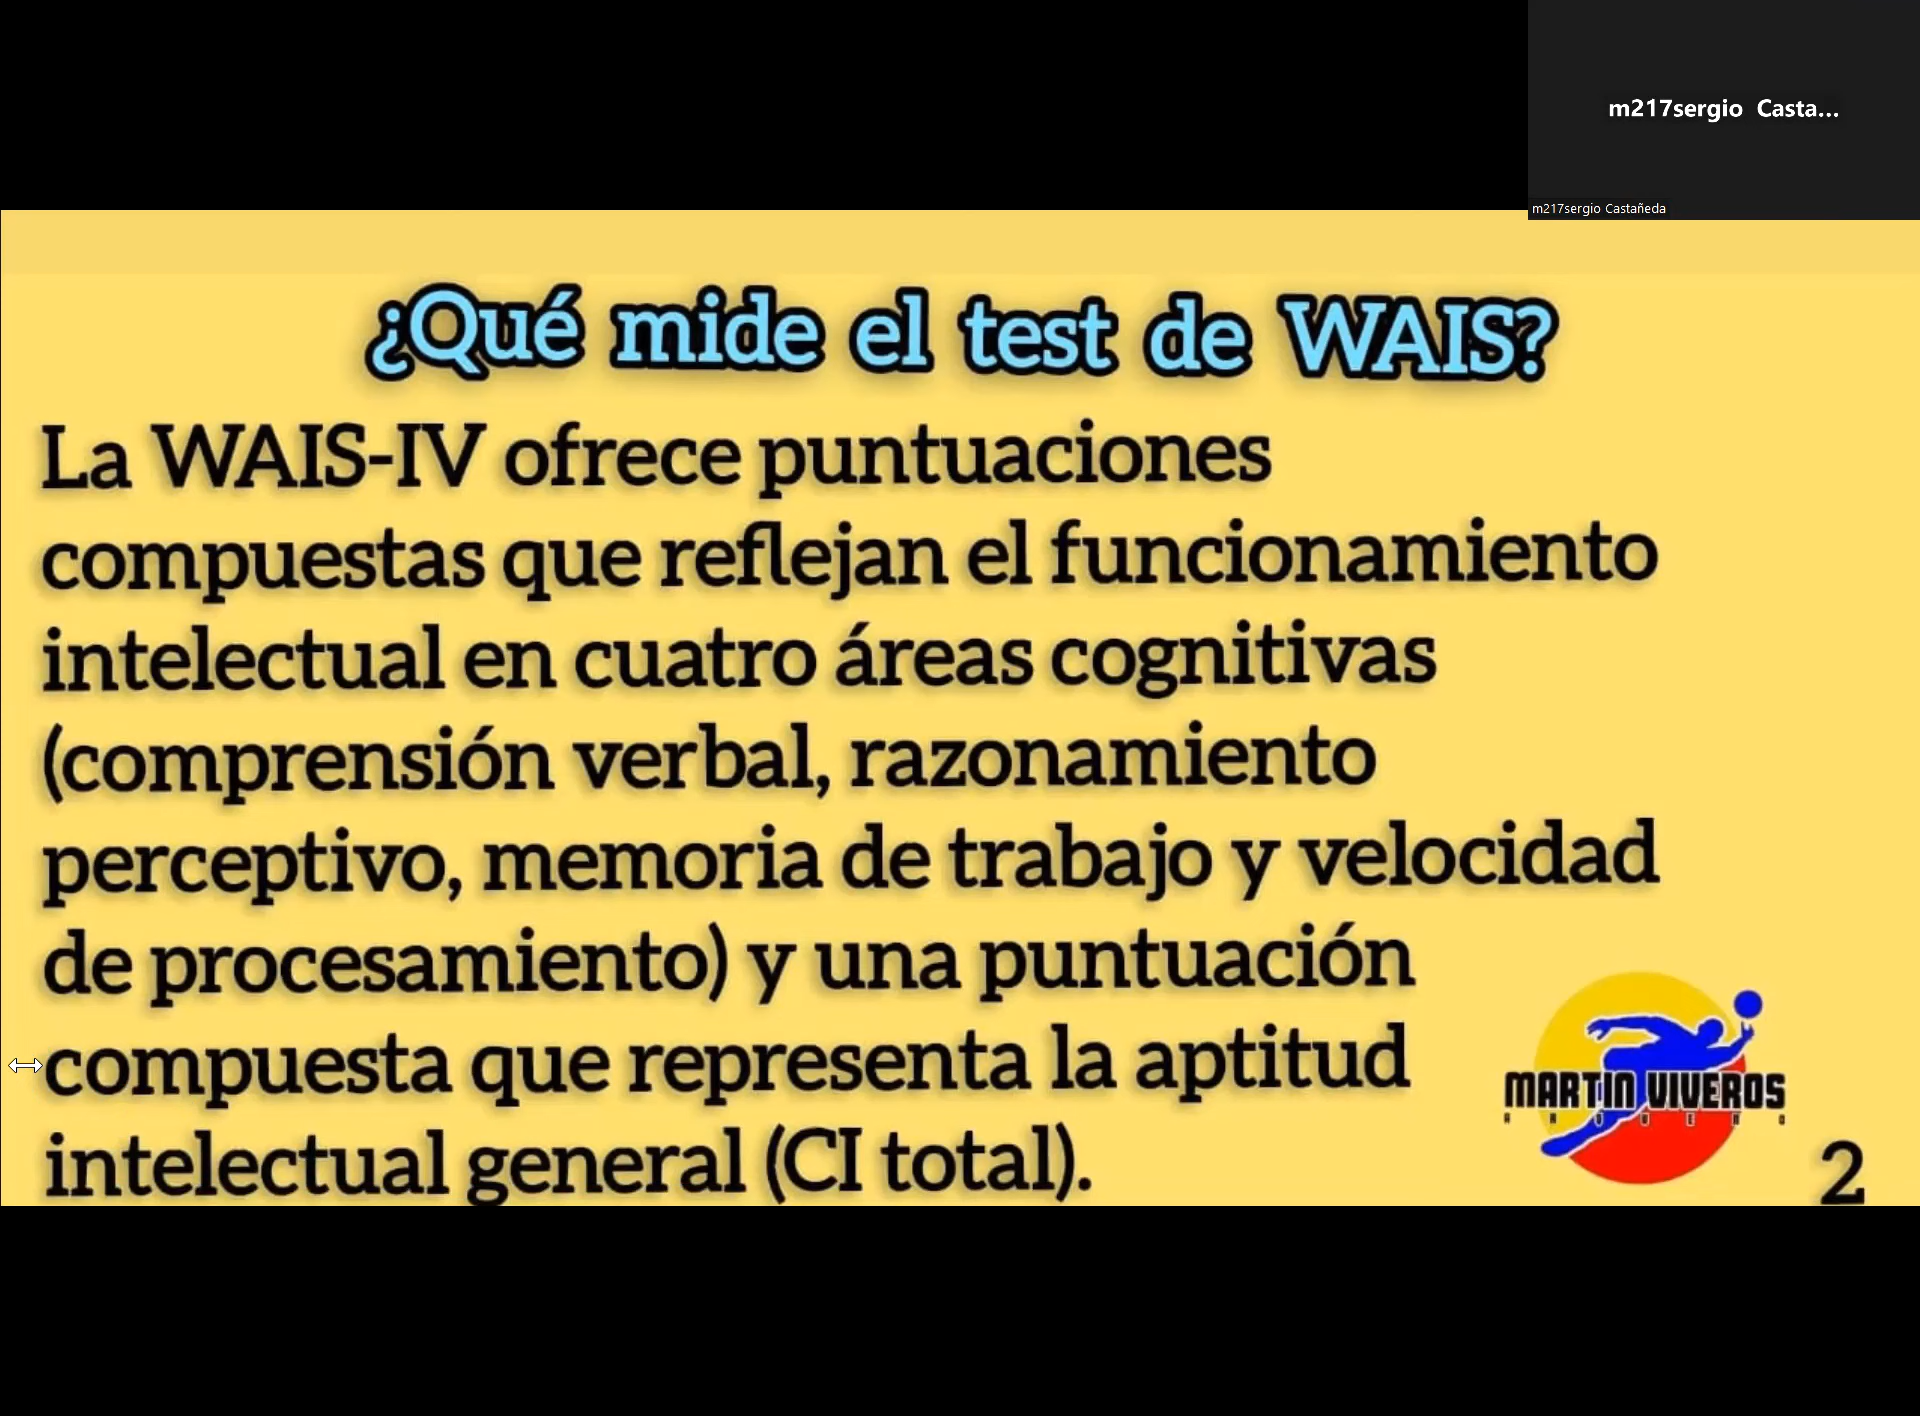 m217sergio Casta...
m217sergio Castañeda
¿Qué mide el test de WAIS?
La WAIS-IV ofrece puntuaciones
compuestas que reflejan el funcionamiento
intelectual en cuatro áreas cognitivas
(comprensión verbal, razonamiento
perceptivo, memoria de trabajo y velocidad
de procesamiento) y una puntuación
compuesta que representa la aptitud
intelectual general (CI total).
MARTIN VIVEROS
2